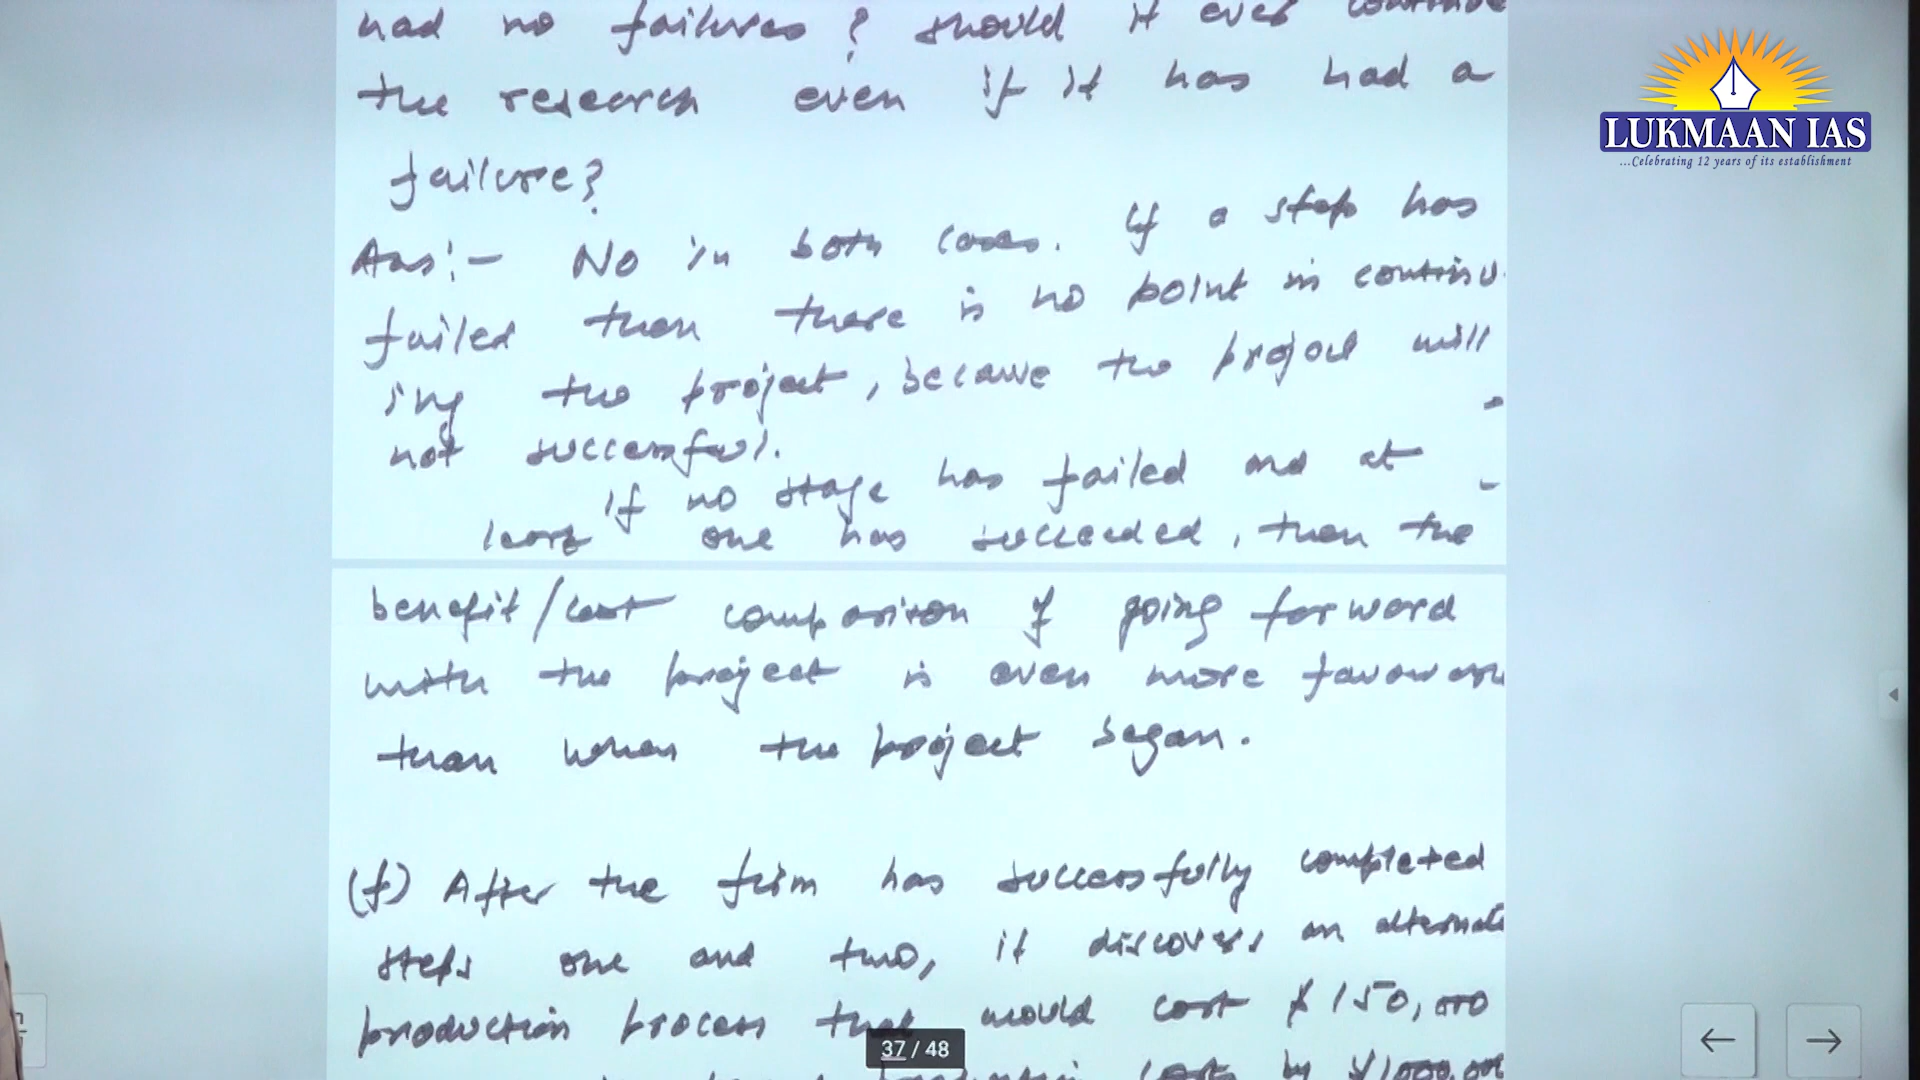 had no failures? should it ever continue
the research even if it has had a
failure?
Ans:- No in both cases. If a step has
failed then there is no point in continu
ing the project, because the project will
not successful.
If no stage has failed and at
least one has succeeded, then the
benefit/cost comparison of going forward
with the project is even more favourable
than when the project began.
(f) After the firm has successfully completed
steps one and two, it discovers an alternate
production process that would cost $150,000
production costs by $1000,000
37 / 48
LUKMAAN IAS
...Celebrating 12 years of its establishment